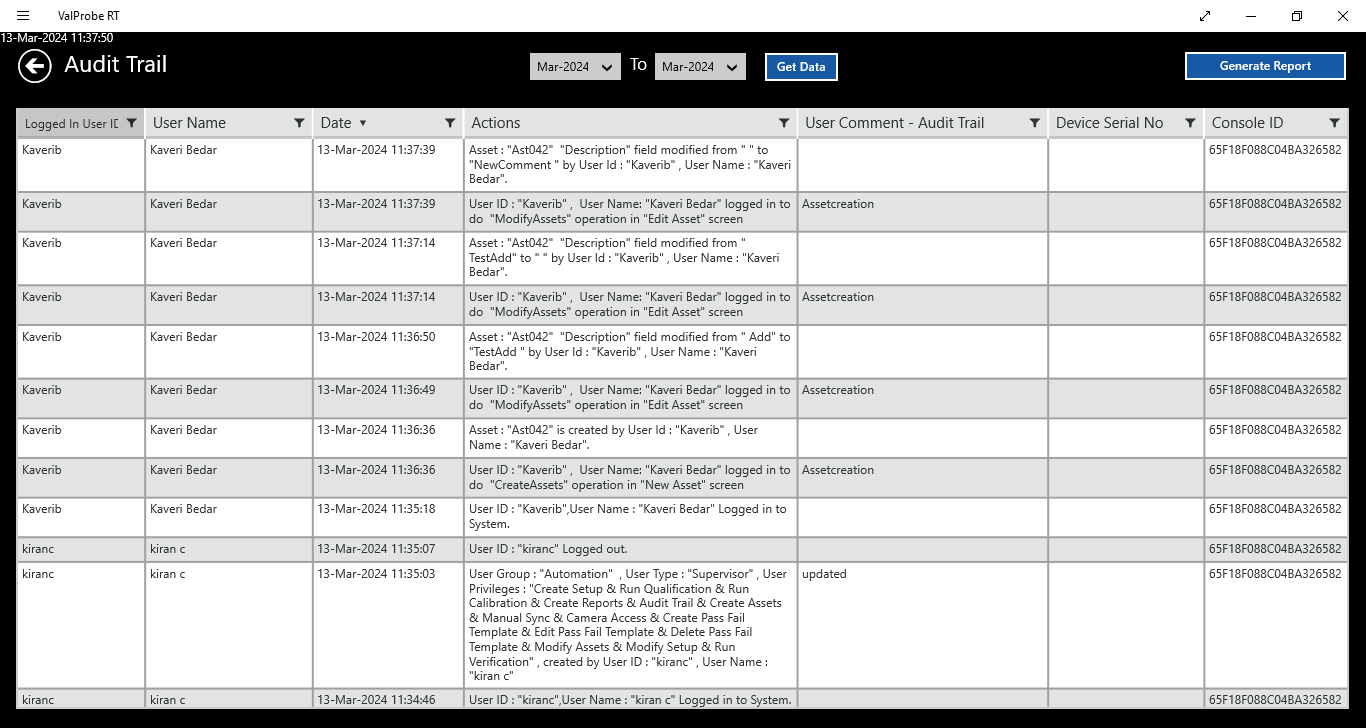 ValProbe RT
13-Mar-2024 11:37:50
Audit Trail
Mar-2024 To Mar-2024 Get Data Generate Report
Logged In User ID User Name Date Actions User Comment - Audit Trail Device Serial No Console ID
Kaverib Kaveri Bedar 13-Mar-2024 11:37:39 Asset : "Ast042"  "Description" field modified from " " to 65F18F088C04BA326582
"NewComment " by User Id : "Kaverib" , User Name : "Kaveri
Bedar".
Kaverib Kaveri Bedar 13-Mar-2024 11:37:39 User ID : "Kaverib" ,  User Name: "Kaveri Bedar" logged in to Assetcreation 65F18F088C04BA326582
do  "ModifyAssets" operation in "Edit Asset" screen
Kaverib Kaveri Bedar 13-Mar-2024 11:37:14 Asset : "Ast042"  "Description" field modified from " 65F18F088C04BA326582
TestAdd" to " " by User Id : "Kaverib" , User Name : "Kaveri
Bedar".
Kaverib Kaveri Bedar 13-Mar-2024 11:37:14 User ID : "Kaverib" ,  User Name: "Kaveri Bedar" logged in to Assetcreation 65F18F088C04BA326582
do  "ModifyAssets" operation in "Edit Asset" screen
Kaverib Kaveri Bedar 13-Mar-2024 11:36:50 Asset : "Ast042"  "Description" field modified from " Add" to 65F18F088C04BA326582
"TestAdd " by User Id : "Kaverib" , User Name : "Kaveri
Bedar".
Kaverib Kaveri Bedar 13-Mar-2024 11:36:49 User ID : "Kaverib" ,  User Name: "Kaveri Bedar" logged in to Assetcreation 65F18F088C04BA326582
do  "ModifyAssets" operation in "Edit Asset" screen
Kaverib Kaveri Bedar 13-Mar-2024 11:36:36 Asset : "Ast042" is created by User Id : "Kaverib" , User 65F18F088C04BA326582
Name : "Kaveri Bedar".
Kaverib Kaveri Bedar 13-Mar-2024 11:36:36 User ID : "Kaverib" ,  User Name: "Kaveri Bedar" logged in to Assetcreation 65F18F088C04BA326582
do  "CreateAssets" operation in "New Asset" screen
Kaverib Kaveri Bedar 13-Mar-2024 11:35:18 User ID : "Kaverib",User Name : "Kaveri Bedar" Logged in to 65F18F088C04BA326582
System.
kiranc kiran c 13-Mar-2024 11:35:07 User ID : "kiranc" Logged out. 65F18F088C04BA326582
kiranc kiran c 13-Mar-2024 11:35:03 User Group : "Automation"  , User Type : "Supervisor" , User updated 65F18F088C04BA326582
Privileges : "Create Setup & Run Qualification & Run
Calibration & Create Reports & Audit Trail & Create Assets
& Manual Sync & Camera Access & Create Pass Fail
Template & Edit Pass Fail Template & Delete Pass Fail
Template & Modify Assets & Modify Setup & Run
Verification" , created by User ID : "kiranc" , User Name :
"kiran c"
kiranc kiran c 13-Mar-2024 11:34:46 User ID : "kiranc",User Name : "kiran c" Logged in to System. 65F18F088C04BA326582